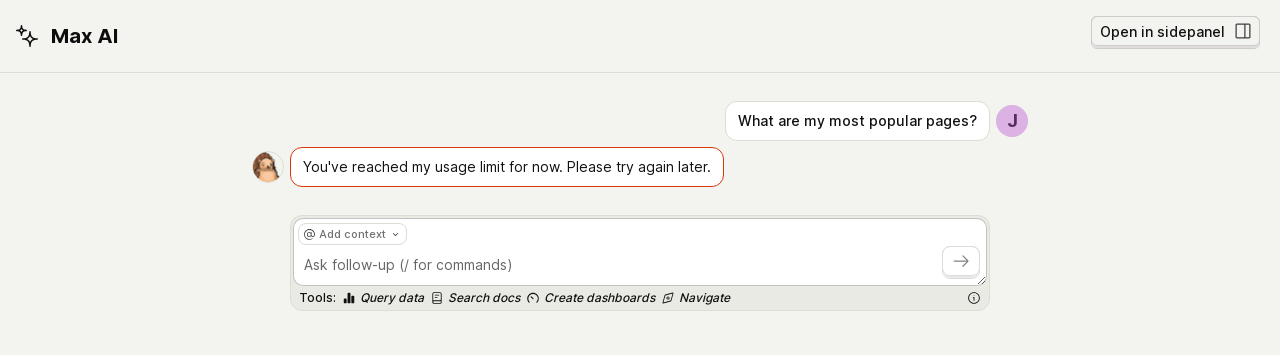 Max AI
Open in sidepanel
What are my most popular pages?
J
You've reached my usage limit for now. Please try again later.
@ Add context
Ask follow-up (/ for commands)
Tools: Query data Search docs Create dashboards Navigate